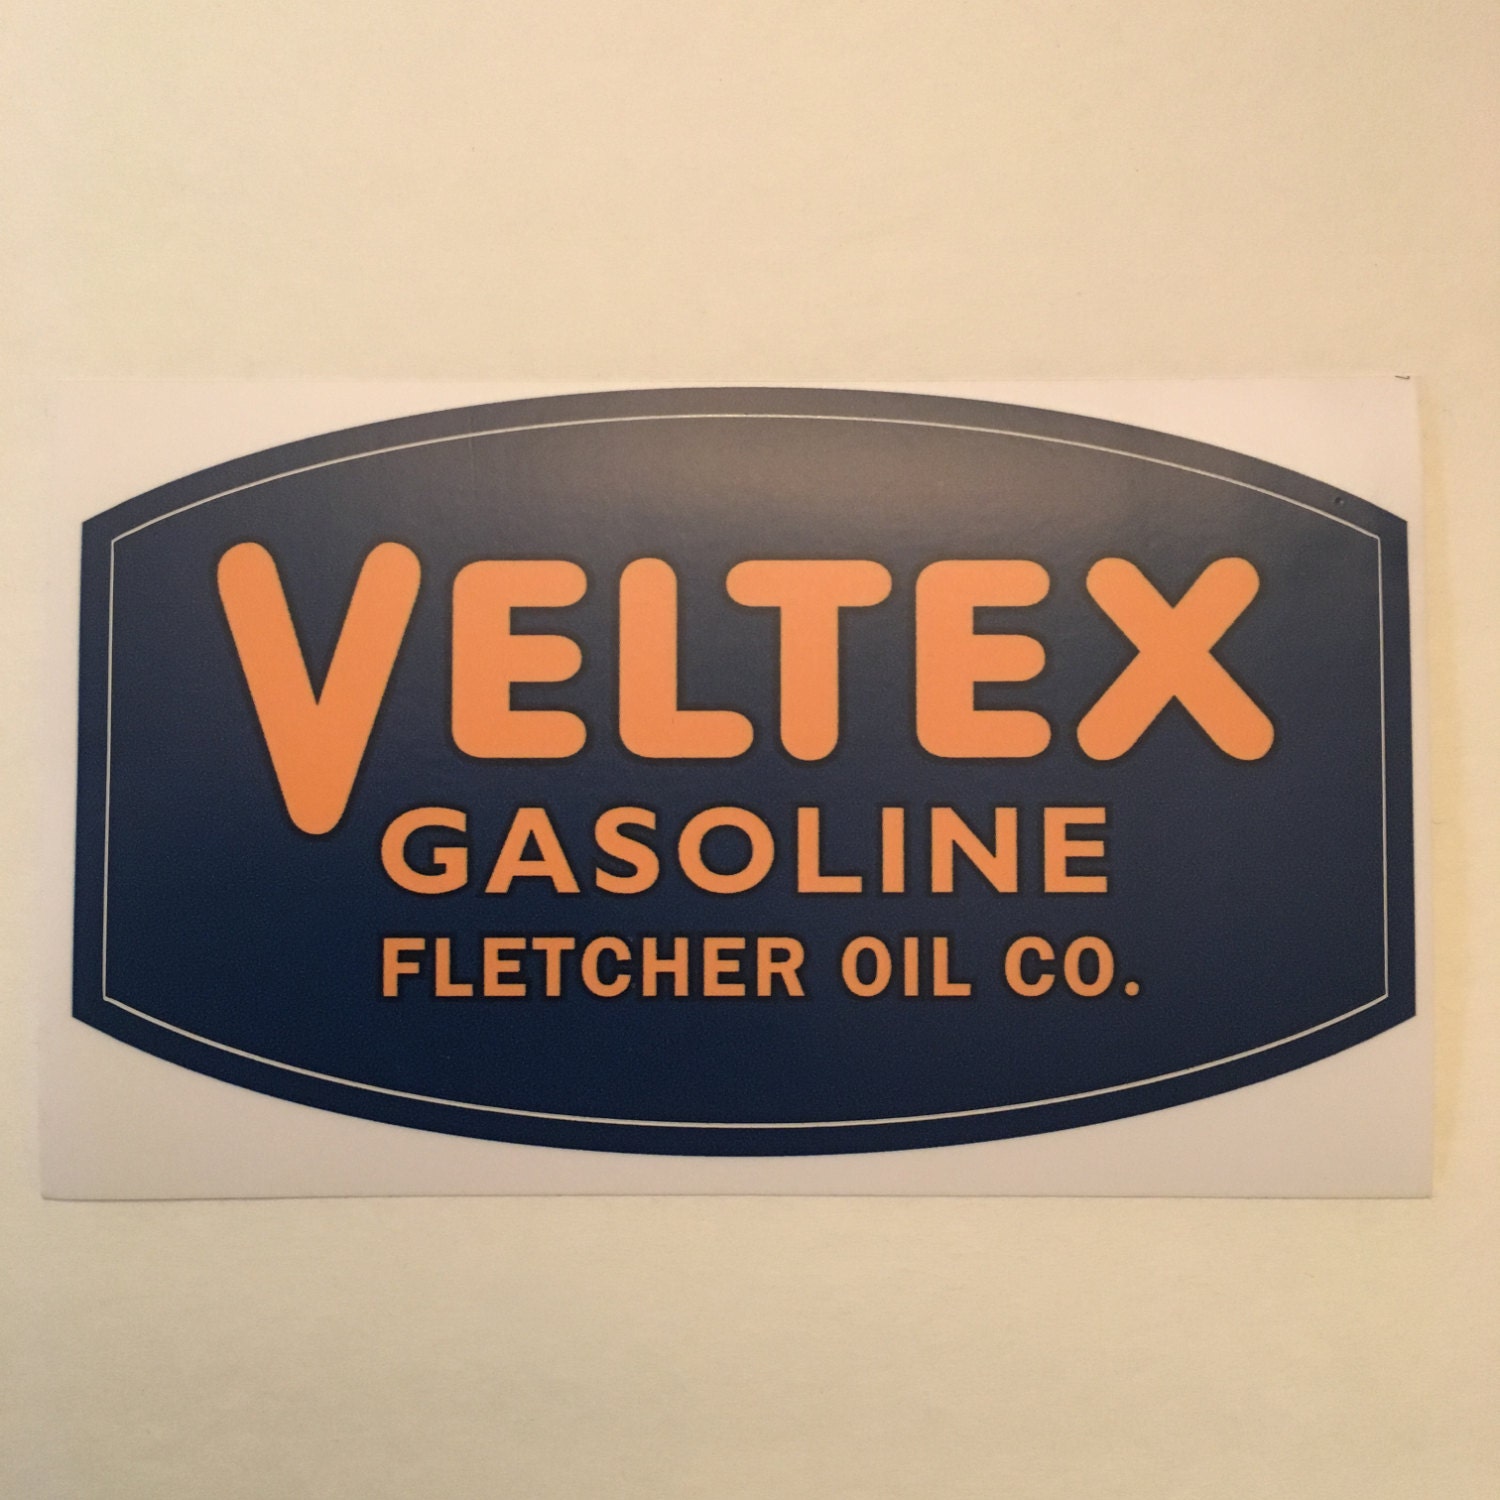 VELTEX
GASOLINE
FLETCHER OIL CO.